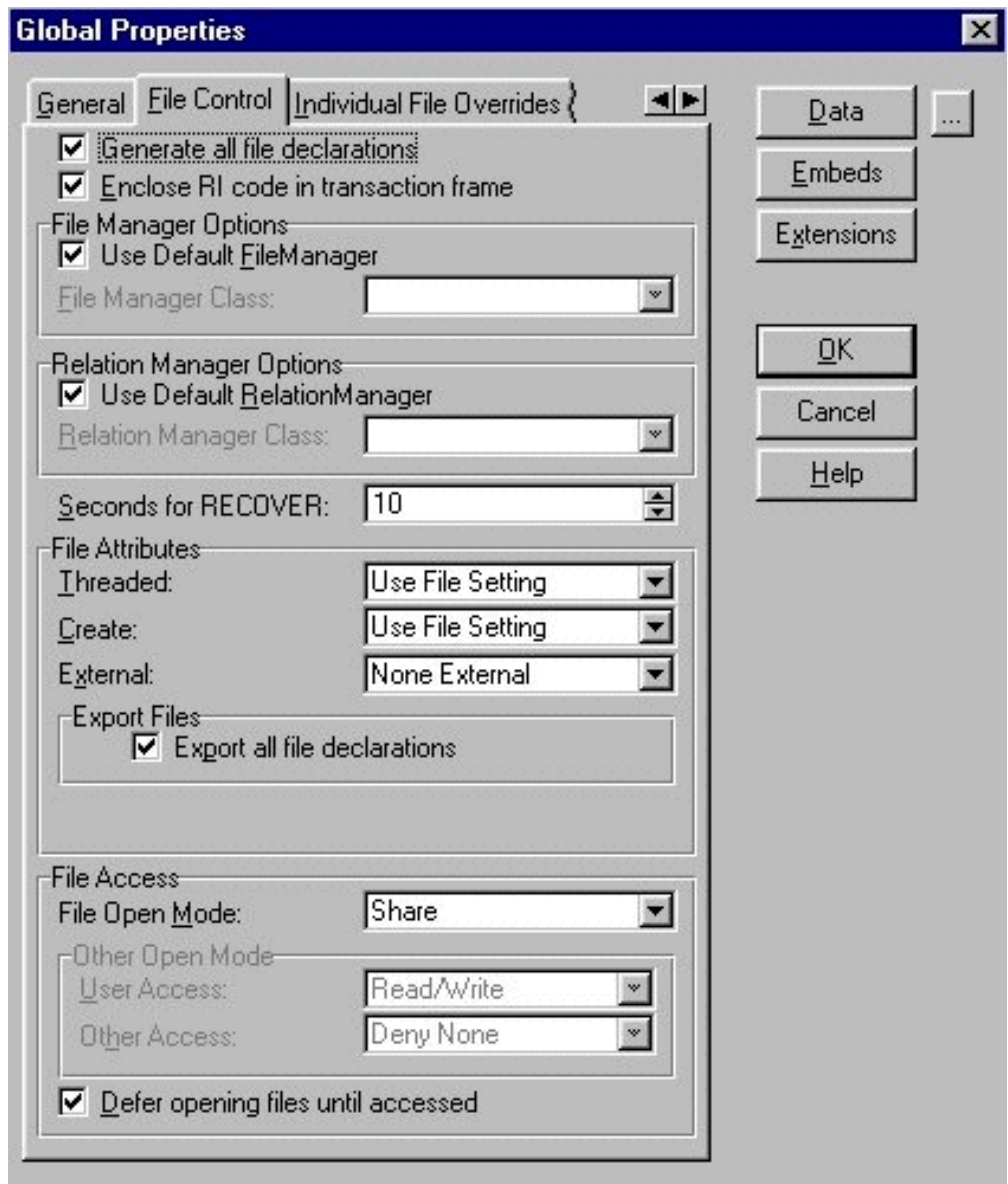 Global Properties
General File Control Individual File Overrides
Generate all file declarations
Enclose RI code in transaction frame
File Manager Options
Use Default FileManager
File Manager Class:
Relation Manager Options
Use Default RelationManager
Relation Manager Class:
Seconds for RECOVER: 10
File Attributes
Threaded: Use File Setting
Create: Use File Setting
External: None External
Export Files
Export all file declarations
File Access
File Open Mode: Share
Other Open Mode
User Access: Read/Write
Other Access: Deny None
Defer opening files until accessed
Data ...
Embeds
Extensions
OK
Cancel
Help